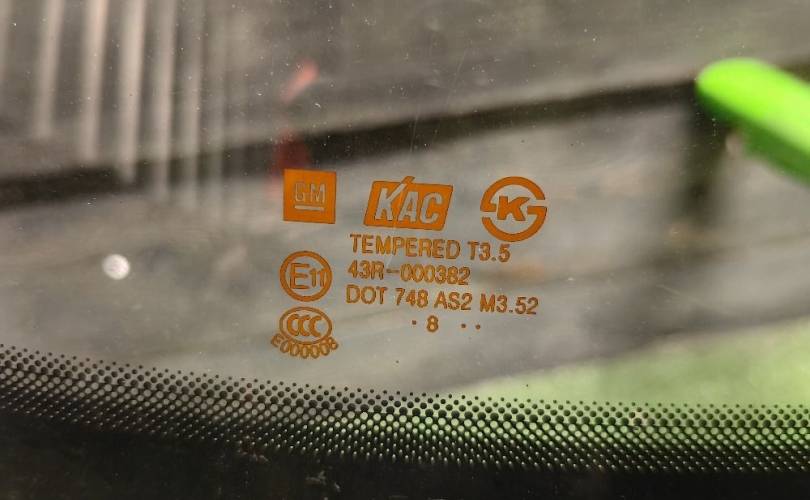 GM KAC K
TEMPERED T3.5
E11 43R-000382
DOT 748 AS2 M3.52
CCC · 8 ··
E000008